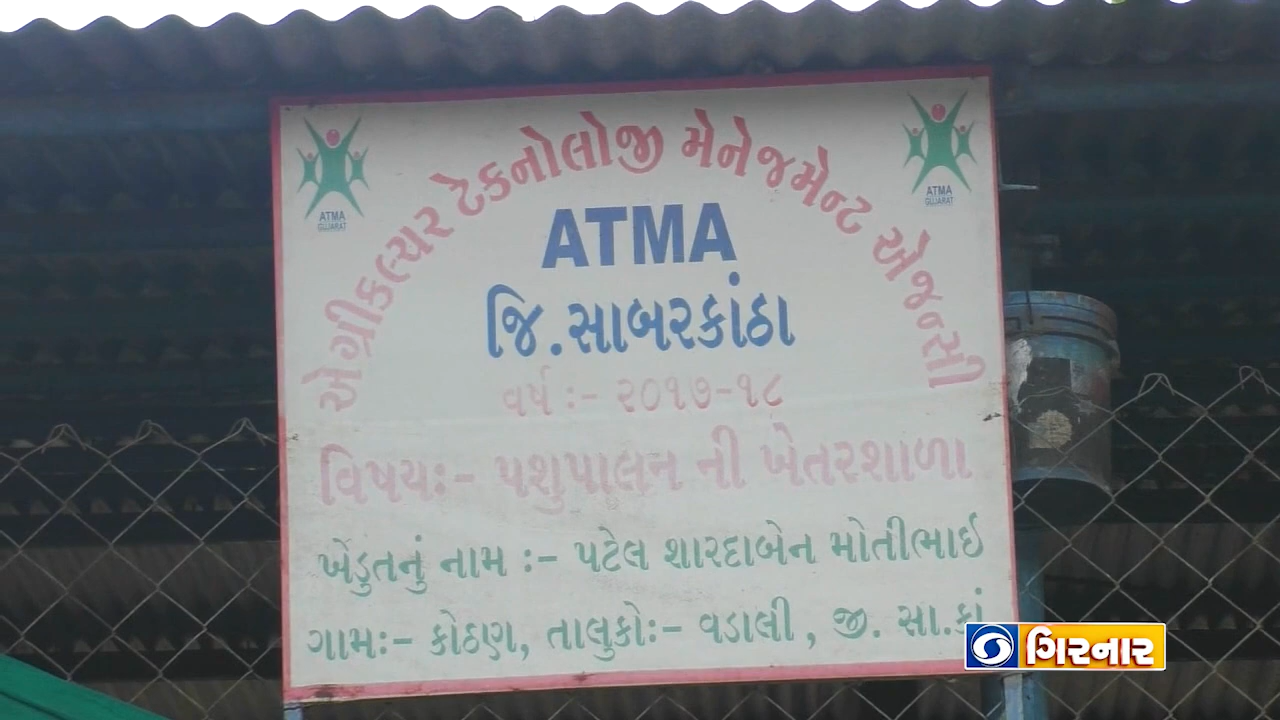 એગ્રીકલ્ચર ટેકનોલોજી મેનેજમેન્ટ એજન્સી
ATMA
GUJARAT
ATMA
GUJARAT
ATMA
જિ.સાબરકાંઠા
વર્ષ :- ૨૦૧૭-૧૮
વિષય:- પશુપાલન ની ખેતરશાળા
ખેડુતનું નામ :- પટેલ શારદાબેન મોતીભાઈ
ગામ:- કોઠણ, તાલુકો:- વડાલી, જી. સા.કાં
ગિરનાર